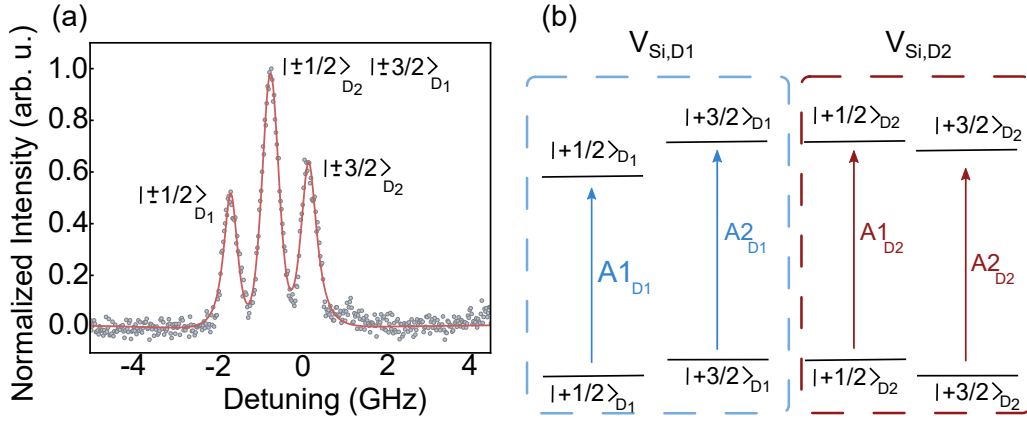 (a)
Normalized Intensity (arb. u.)
1.0
0.8
0.6
0.4
0.2
0.0
-4
-2
0
2
4
Detuning (GHz)
|±1/2⟩D2 |±3/2⟩D1
|±3/2⟩D2
|±1/2⟩D1
(b)
VSi,D1
VSi,D2
|+1/2⟩D1
|+3/2⟩D1
|+1/2⟩D2
|+3/2⟩D2
A1D1
A2D1
A1D2
A2D2
|+1/2⟩D1
|+3/2⟩D1
|+1/2⟩D2
|+3/2⟩D2